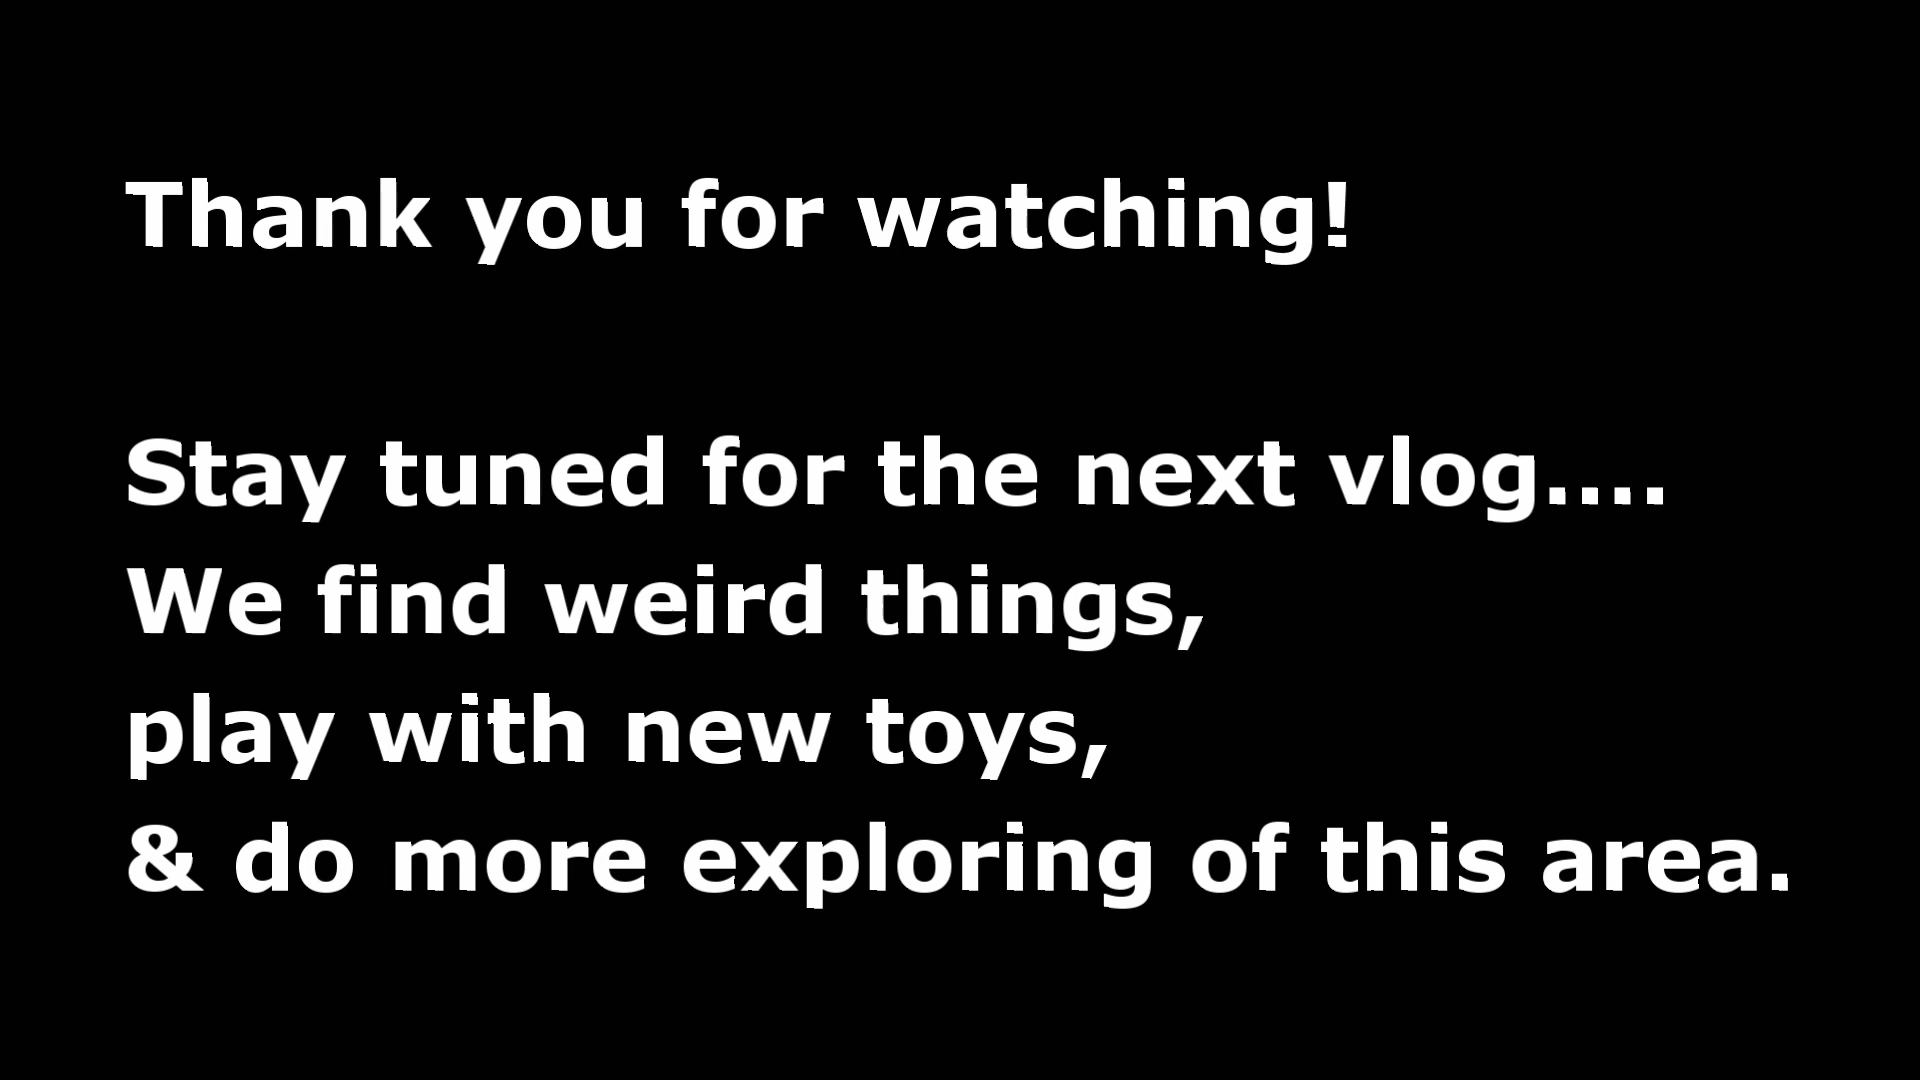 Thank you for watching!
Stay tuned for the next vlog....
We find weird things,
play with new toys,
& do more exploring of this area.